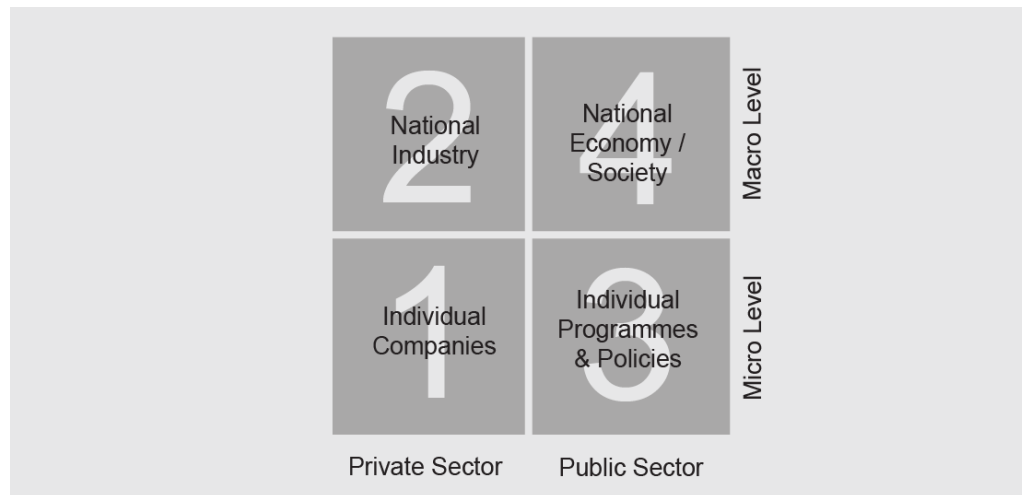 2
National
Industry
4
National
Economy /
Society
Macro Level
1
Individual
Companies
3
Individual
Programmes
& Policies
Micro Level
Private Sector
Public Sector